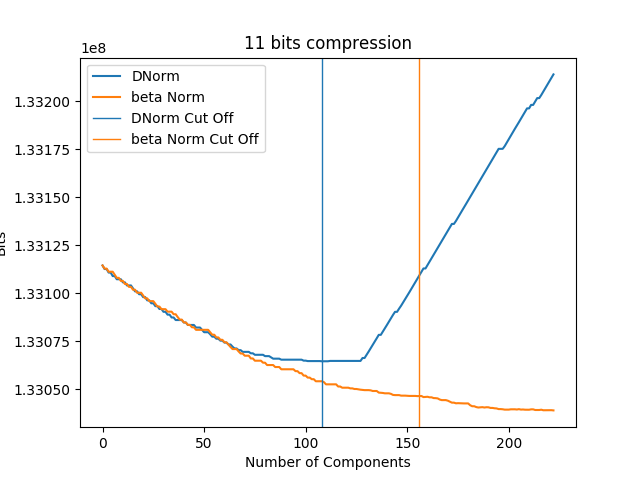 11 bits compression
1e8
DNorm
beta Norm
DNorm Cut Off
beta Norm Cut Off
1.33200
1.33175
1.33150
1.33125
1.33100
1.33075
1.33050
Bits
0 50 100 150 200
Number of Components